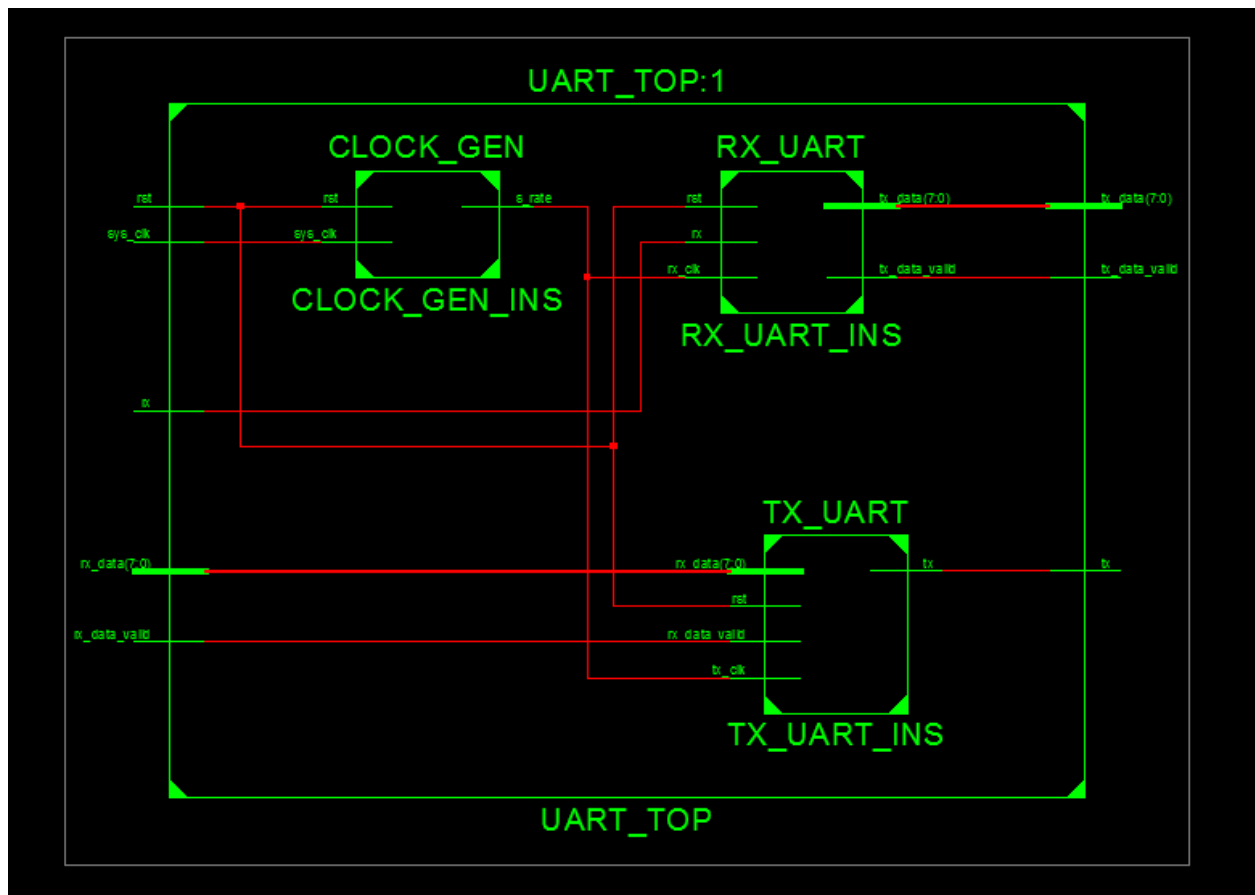 UART_TOP:1
CLOCK_GEN
RX_UART
rst
rst
s_rate
rst
tx_data(7:0)
tx_data(7:0)
sys_clk
sys_clk
rx
rx_clk
tx_data_valid
tx_data_valid
CLOCK_GEN_INS
RX_UART_INS
rx
TX_UART
rx_data(7:0)
rx_data(7:0)
tx
tx
rst
rx_data_valid
rx_data_valid
tx_clk
TX_UART_INS
UART_TOP